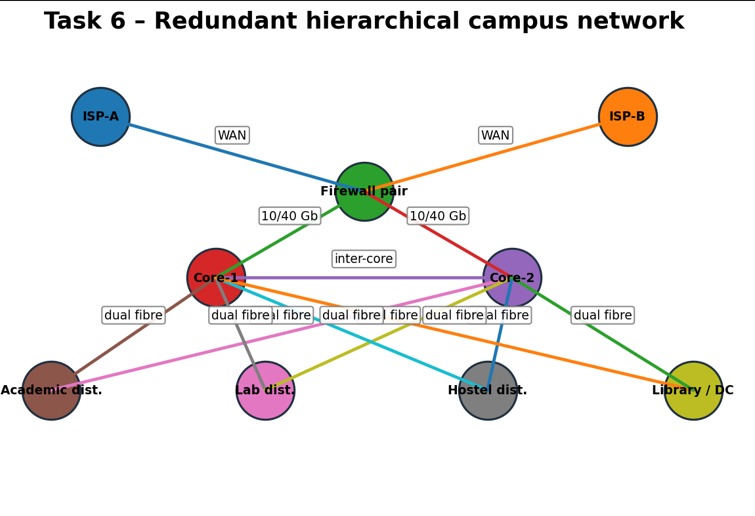 Task 6 – Redundant hierarchical campus network
ISP-A
ISP-B
WAN
WAN
Firewall pair
10/40 Gb
10/40 Gb
inter-core
Core-1
Core-2
dual fibre
dual fibre
fibre
dual fibre
fibre
dual fibre
fibre
dual fibre
Academic dist.
Lab dist.
Hostel dist.
Library / DC